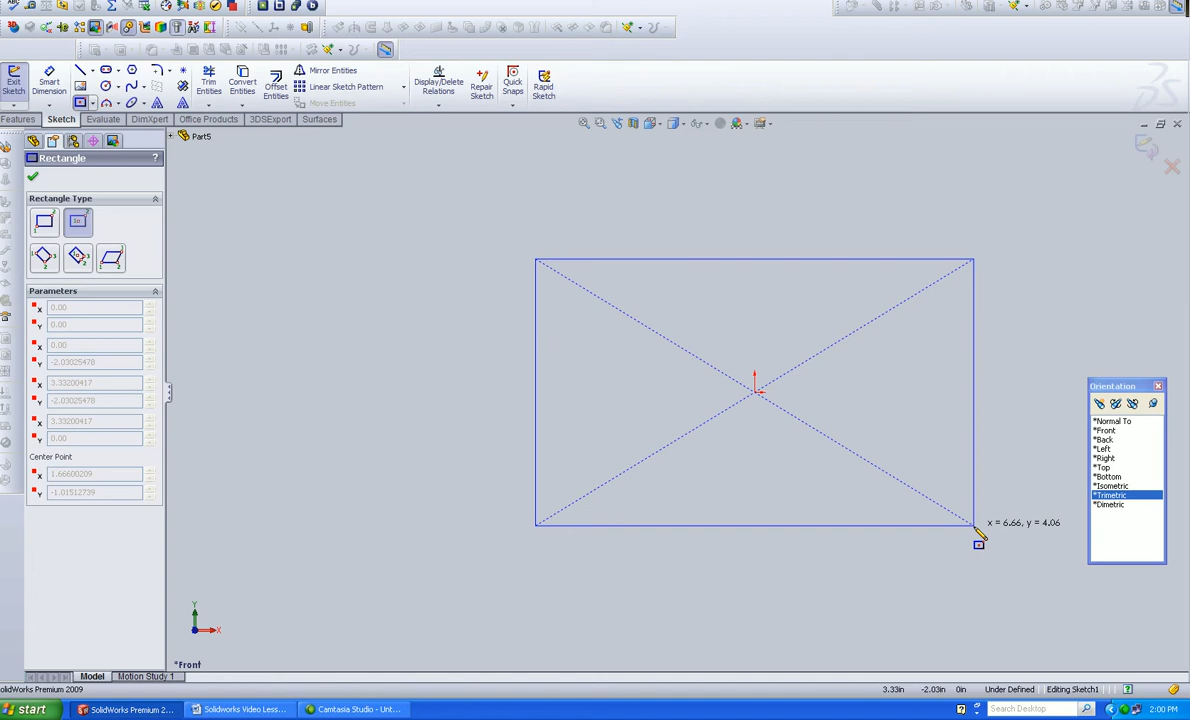 Exit
Sketch
Smart
Dimension
Trim
Entities
Convert
Entities
Offset
Entities
Mirror Entities
Linear Sketch Pattern
Move Entities
Display/Delete
Relations
Repair
Sketch
Quick
Snaps
Rapid
Sketch
Features
Sketch
Evaluate
DimXpert
Office Products
3DSExport
Surfaces
Part5
Rectangle
?
Rectangle Type
Parameters
X 0.00
Y 0.00
X 0.00
Y -2.03025478
X 3.33200417
Y -2.03025478
X 3.33200417
Y 0.00
Center Point
X 1.66600209
Y -1.01512739
x = 6.66, y = 4.06
Orientation
*Normal To
*Front
*Back
*Left
*Right
*Top
*Bottom
*Isometric
*Trimetric
*Dimetric
Y
X
*Front
Model
Motion Study 1
SolidWorks Premium 2009
3.33in
-2.03in
0in
Under Defined
Editing Sketch1
start
SolidWorks Premium 2...
Solidworks Video Less...
Camtasia Studio - Unt...
Search Desktop
2:00 PM